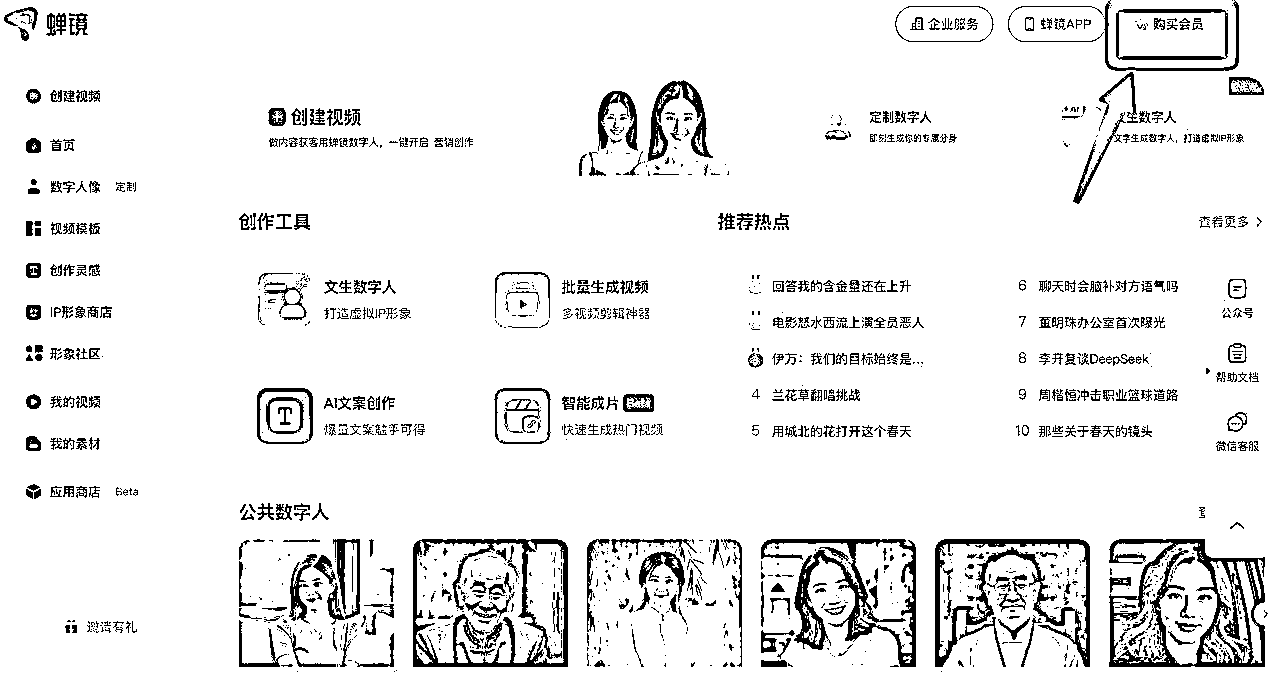 蝉镜
企业服务
蝉镜APP
购买会员
创建视频
首页
数字人像 定制
视频模板
创作灵感
IP形象商店
形象社区
我的视频
我的素材
应用商店 Beta
邀请有礼
创建视频
做内容获客用蝉镜数字人，一键开启 营销创作
定制数字人
即刻生成你的专属分身
生数字人
文字生成数字人，打造虚拟IP形象
创作工具
文生数字人
打造虚拟IP形象
批量生成视频
多视频剪辑神器
AI文案创作
爆量文案触手可得
智能成片 Beta
快速生成热门视频
推荐热点
查看更多
回答我的含金量还在上升
电影怒水西流上演全员恶人
伊万：我们的目标始终是...
4 兰花草翻唱挑战
5 用城北的花打开这个春天
6 聊天时会脑补对方语气吗
7 董明珠办公室首次曝光
8 李开复谈DeepSeek
9 周楷恒冲击职业篮球道路
10 那些关于春天的镜头
公众号
帮助文档
微信客服
公共数字人